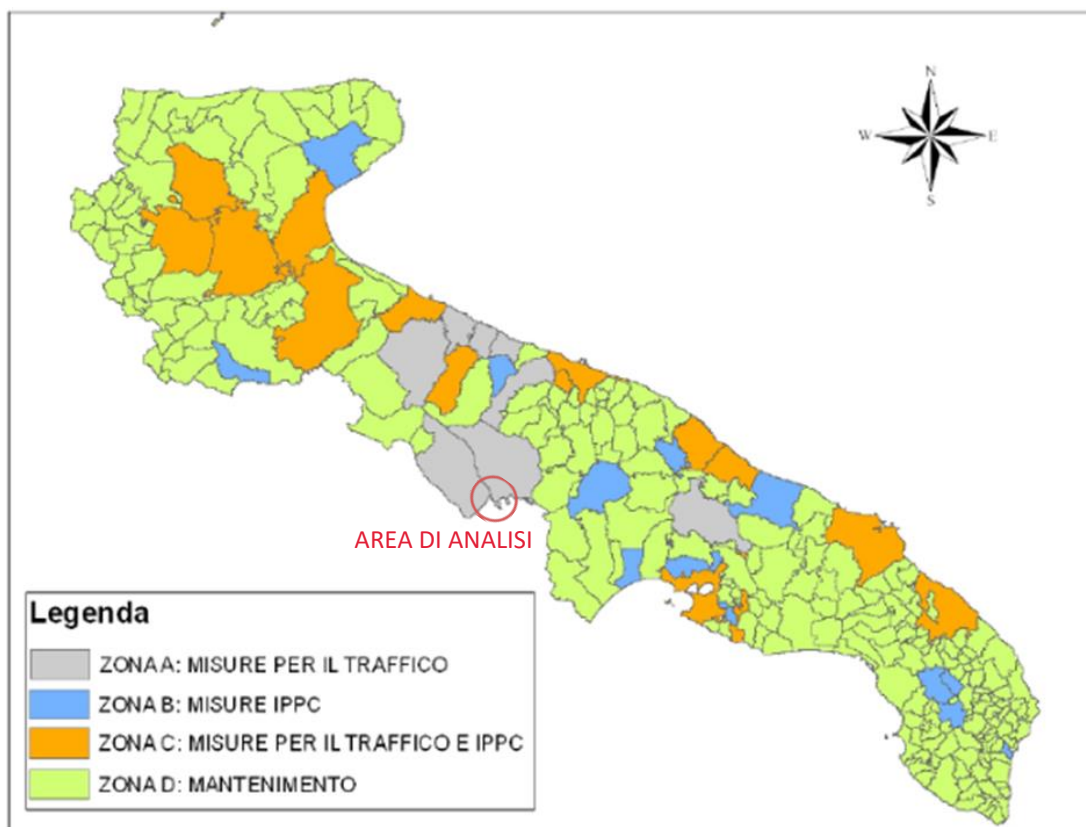 N
W
E
S
AREA DI ANALISI
Legenda
ZONA A: MISURE PER IL TRAFFICO
ZONA B: MISURE IPPC
ZONA C: MISURE PER IL TRAFFICO E IPPC
ZONA D: MANTENIMENTO